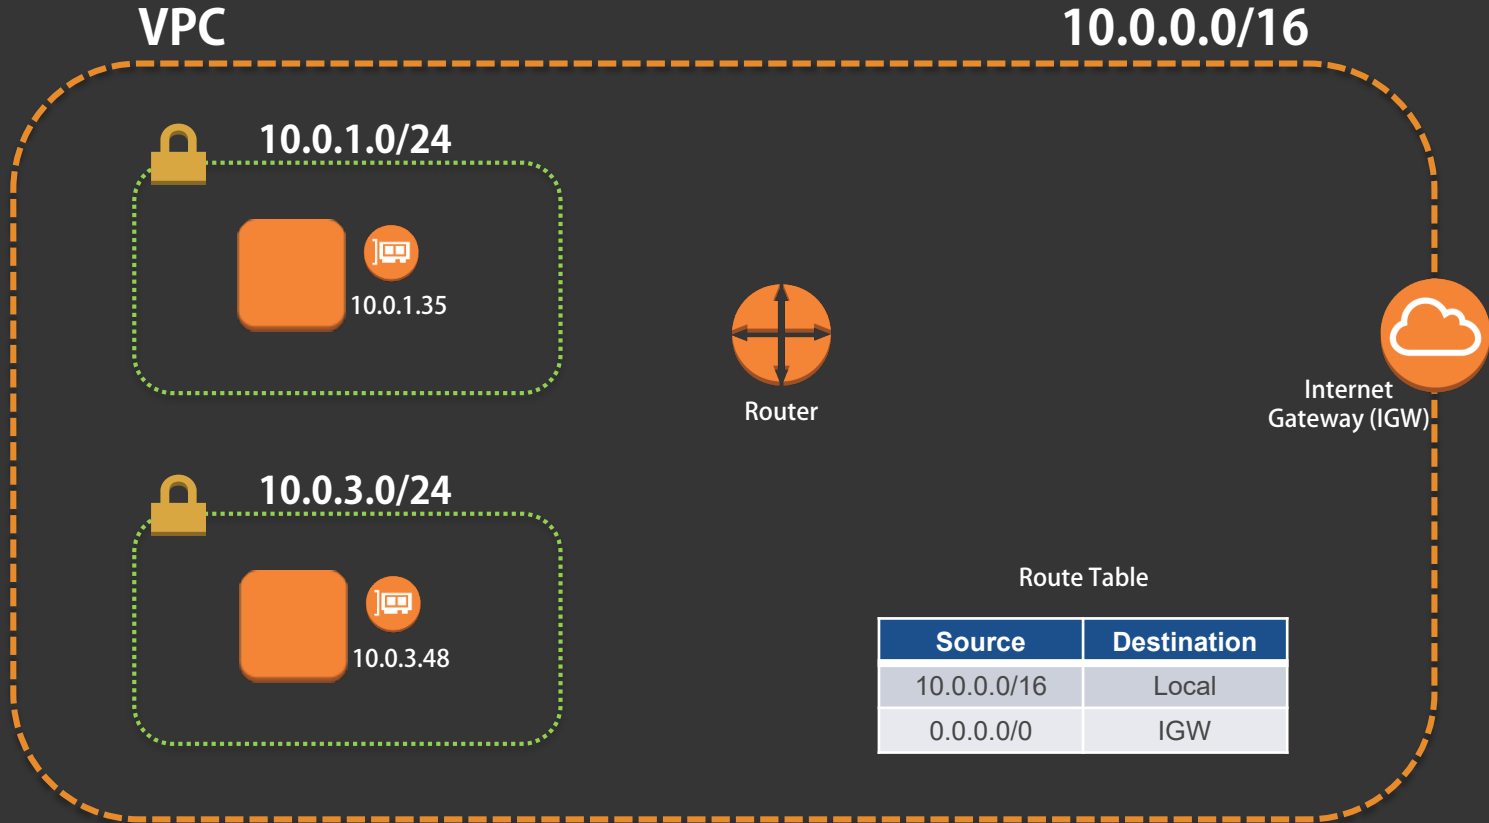 VPC
10.0.0.0/16
10.0.1.0/24
10.0.1.35
Router
Internet
Gateway (IGW)
10.0.3.0/24
10.0.3.48
Route Table
Source Destination
10.0.0.0/16 Local
0.0.0.0/0 IGW